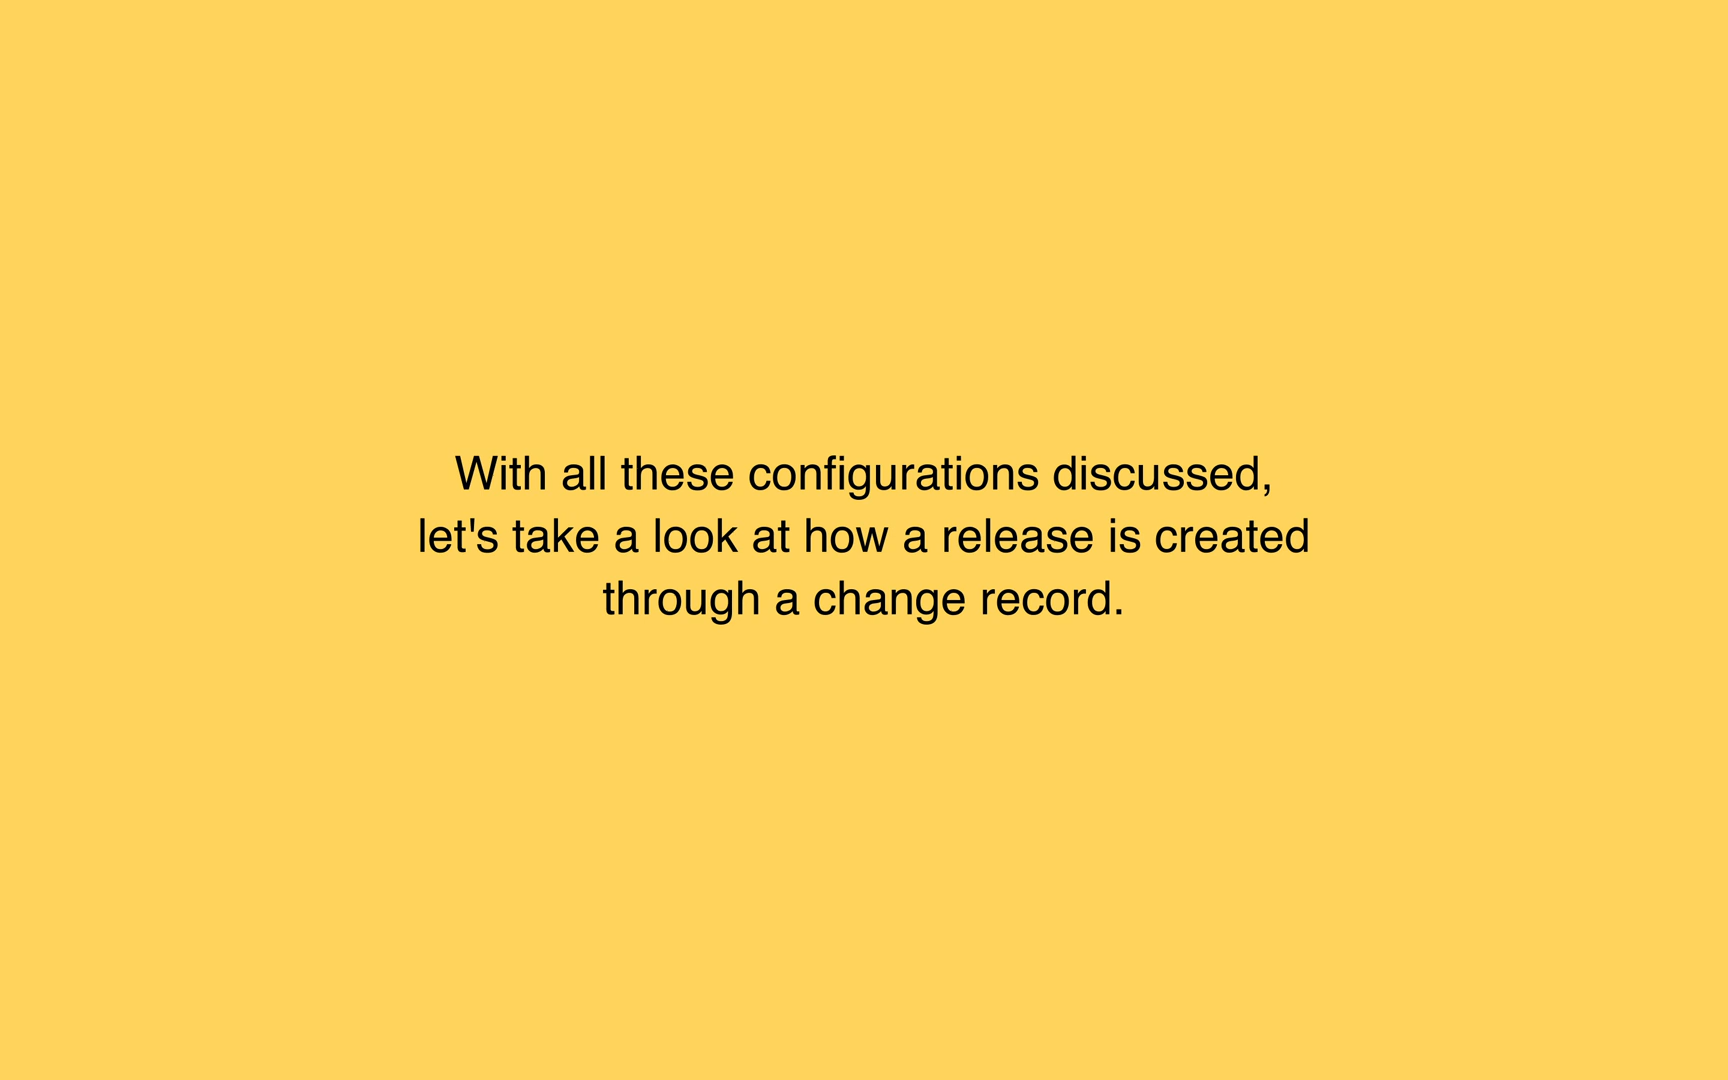 With all these configurations discussed,
let's take a look at how a release is created
through a change record.